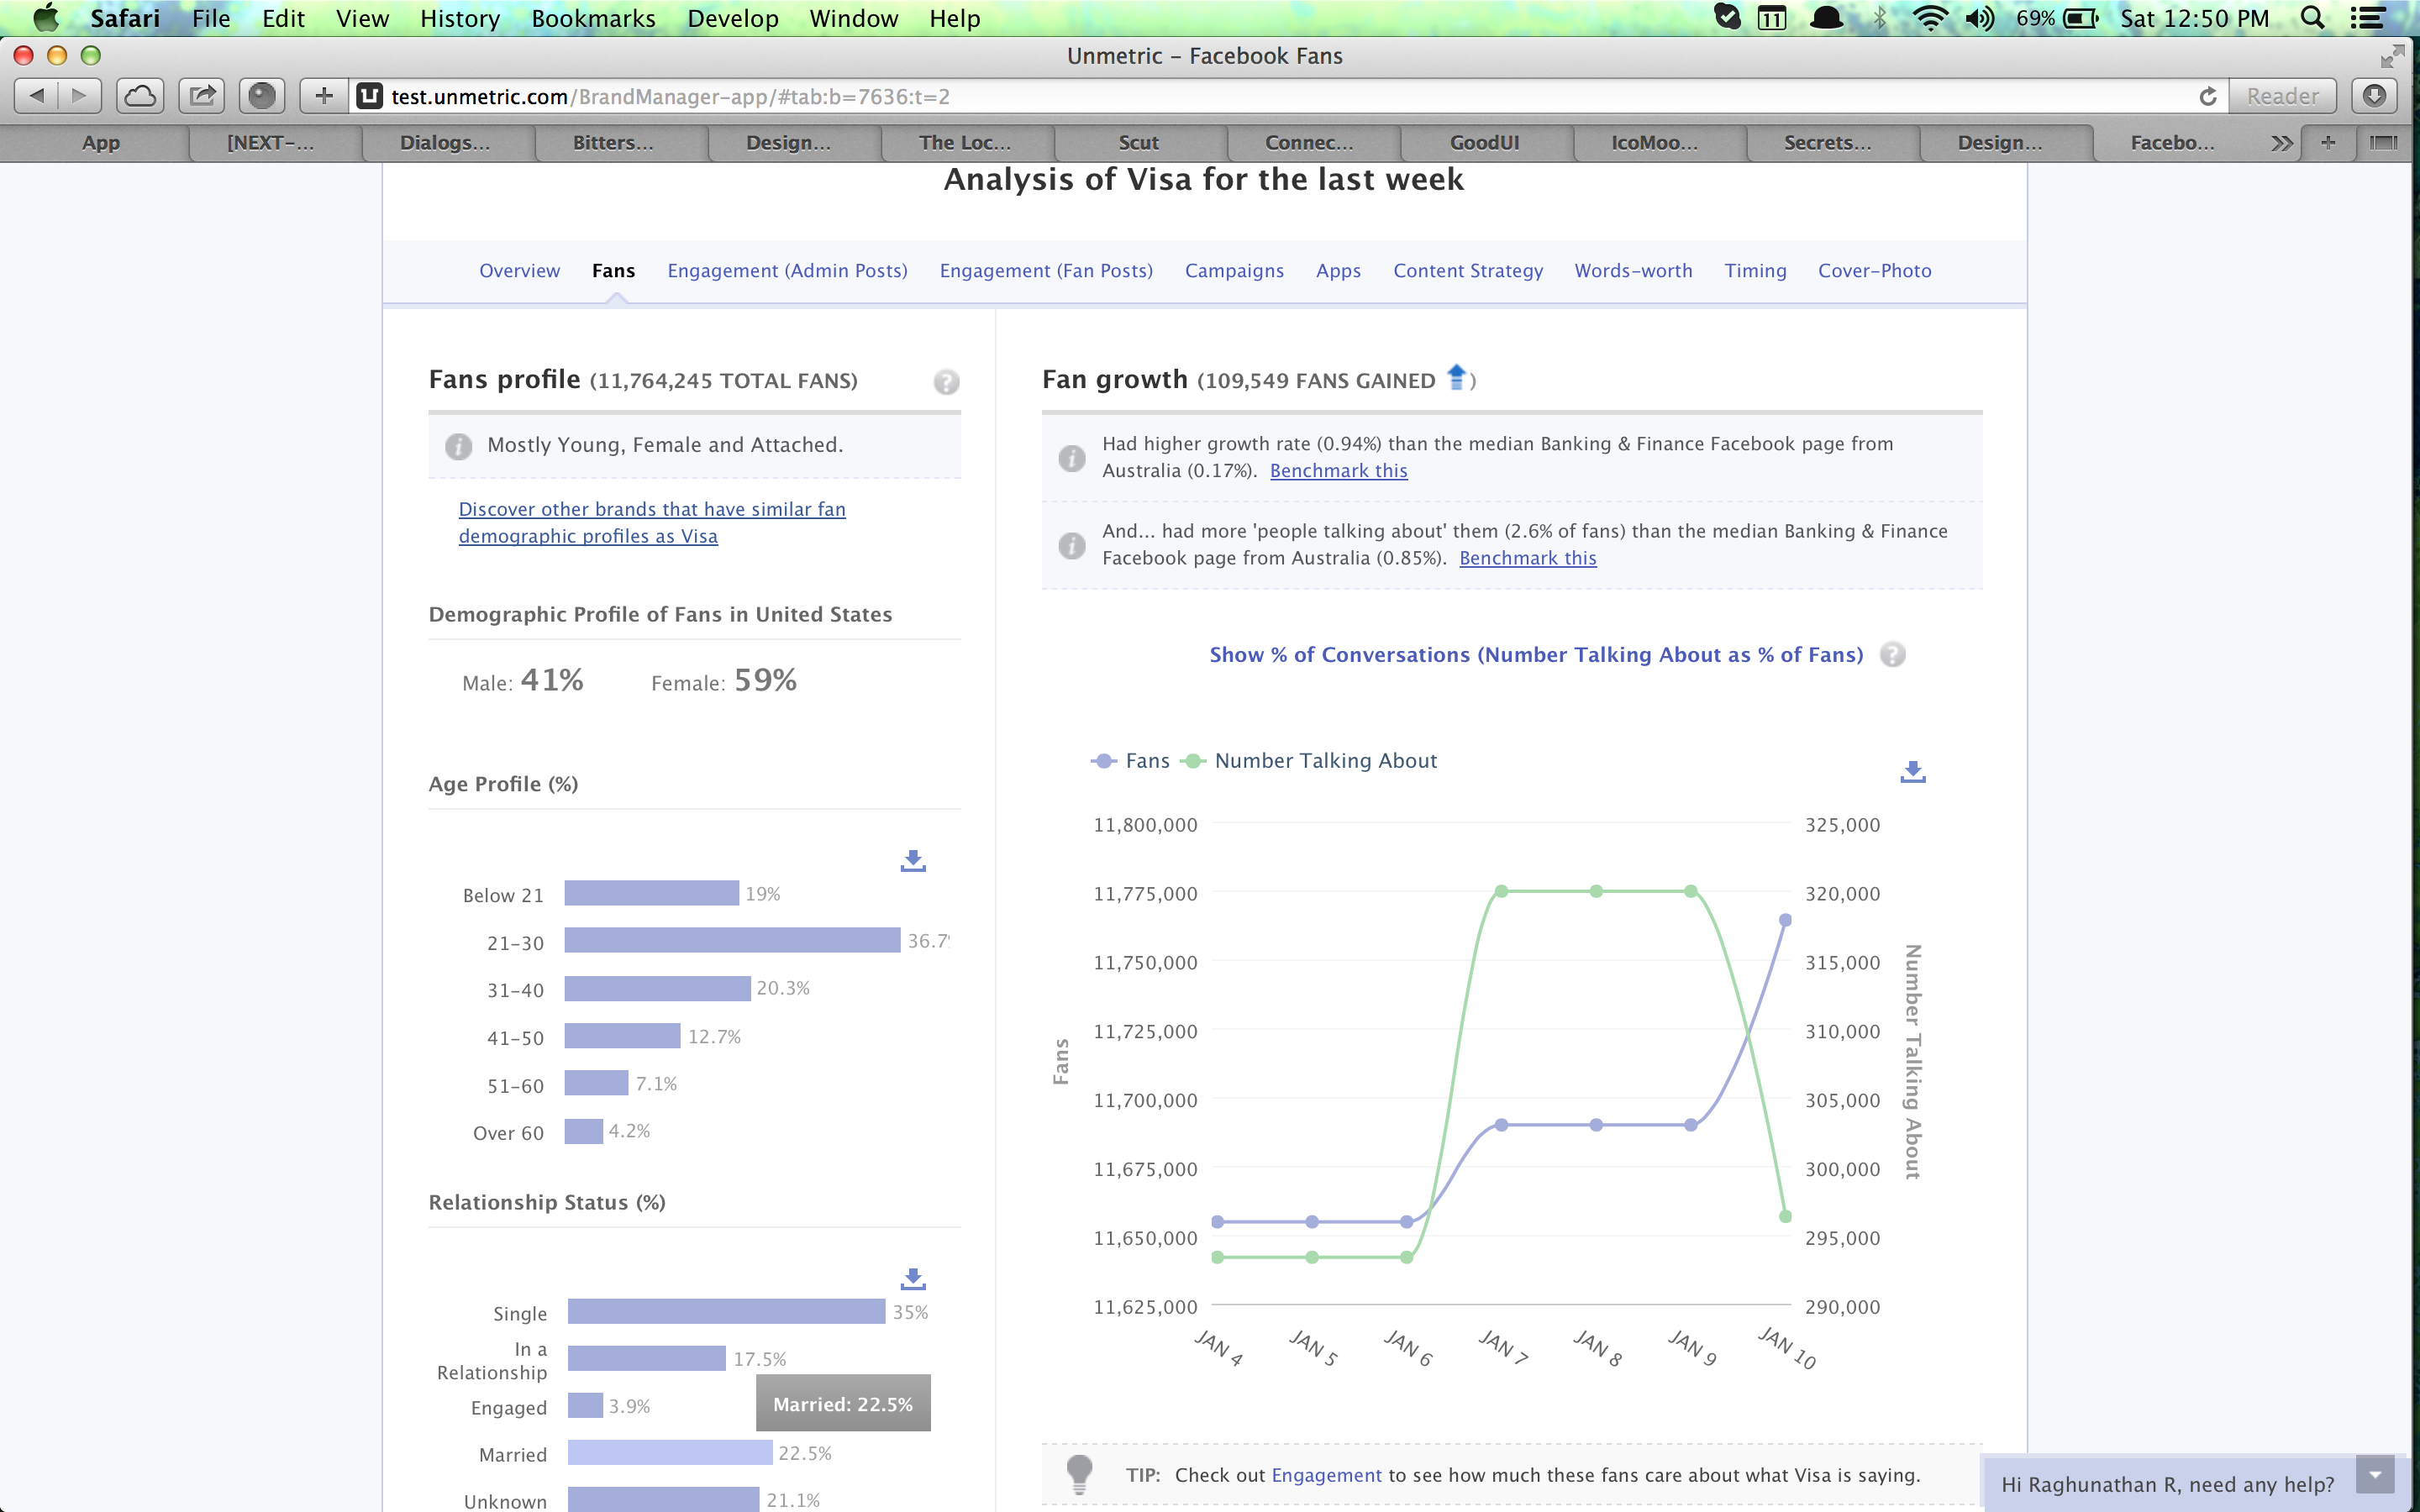 Safari File Edit View History Bookmarks Develop Window Help
11 69% Sat 12:50 PM
Unmetric – Facebook Fans
test.unmetric.com/BrandManager-app/#tab:b=7636:t=2
Reader
App [NEXT-... Dialogs... Bitters... Design... The Loc... Scut Connec... GoodUI IcoMoo... Secrets... Design... Facebo...
Analysis of Visa for the last week
Overview Fans Engagement (Admin Posts) Engagement (Fan Posts) Campaigns Apps Content Strategy Words-worth Timing Cover-Photo
Fans profile (11,764,245 TOTAL FANS) ?
i Mostly Young, Female and Attached.
Discover other brands that have similar fan
demographic profiles as Visa
Demographic Profile of Fans in United States
Male: 41% Female: 59%
Age Profile (%)
Below 21 19%
21-30 36.7
31-40 20.3%
41-50 12.7%
51-60 7.1%
Over 60 4.2%
Relationship Status (%)
Single 35%
In a
Relationship 17.5%
Engaged 3.9%
Married: 22.5%
Married 22.5%
Unknown 21.1%
Fan growth (109,549 FANS GAINED )
i Had higher growth rate (0.94%) than the median Banking & Finance Facebook page from
Australia (0.17%). Benchmark this
i And... had more 'people talking about' them (2.6% of fans) than the median Banking & Finance
Facebook page from Australia (0.85%). Benchmark this
Show % of Conversations (Number Talking About as % of Fans) ?
Fans Number Talking About
11,800,000 325,000
11,775,000 320,000
11,750,000 315,000
11,725,000 310,000
11,700,000 305,000
11,675,000 300,000
11,650,000 295,000
11,625,000 290,000
Fans
Number Talking About
JAN 4 JAN 5 JAN 6 JAN 7 JAN 8 JAN 9 JAN 10
TIP: Check out Engagement to see how much these fans care about what Visa is saying.
Hi Raghunathan R, need any help?